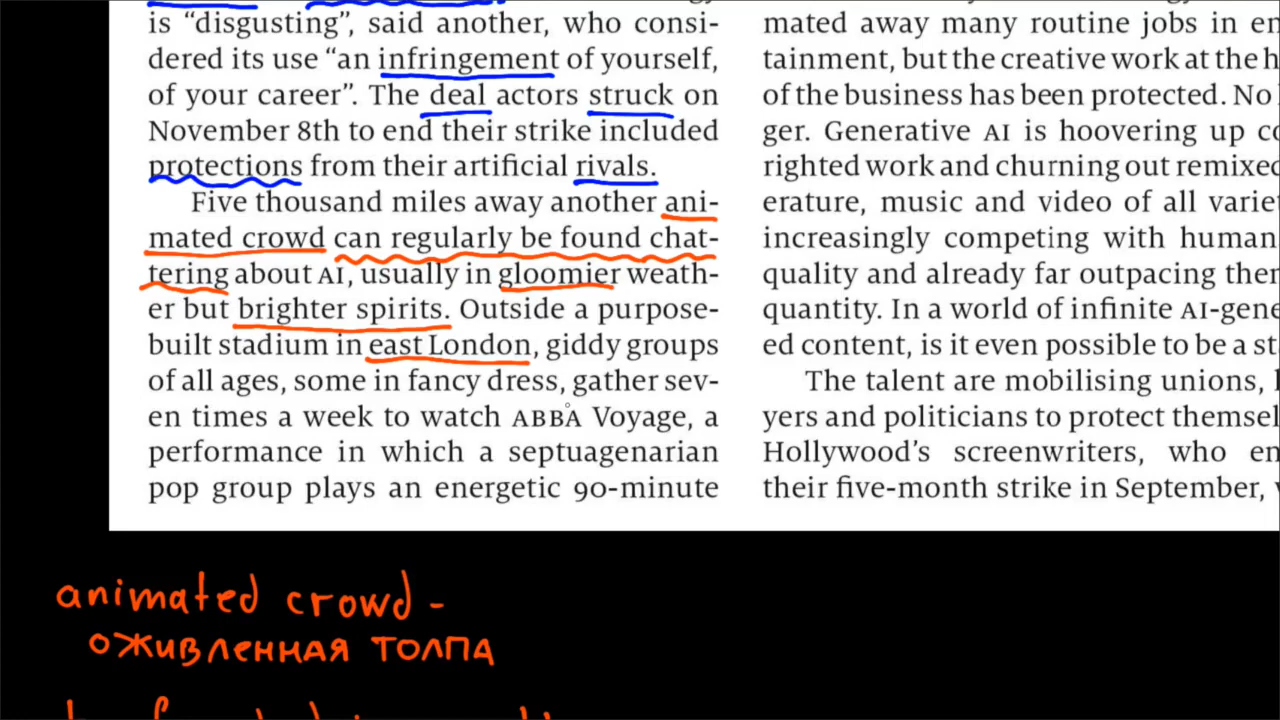 is “disgusting”, said another, who consi-
dered its use “an infringement of yourself,
of your career”. The deal actors struck on
November 8th to end their strike included
protections from their artificial rivals.
Five thousand miles away another ani-
mated crowd can regularly be found chat-
tering about AI, usually in gloomier weath-
er but brighter spirits. Outside a purpose-
built stadium in east London, giddy groups
of all ages, some in fancy dress, gather sev-
en times a week to watch ABBA Voyage, a
performance in which a septuagenarian
pop group plays an energetic 90-minute
mated away many routine jobs in en
tainment, but the creative work at the h
of the business has been protected. No
ger. Generative AI is hoovering up co
righted work and churning out remixed
erature, music and video of all variet
increasingly competing with human
quality and already far outpacing them
quantity. In a world of infinite AI-gene
ed content, is it even possible to be a st
The talent are mobilising unions, l
yers and politicians to protect themsel
Hollywood’s screenwriters, who en
their five-month strike in September,
animated crowd -
оживленная толпа